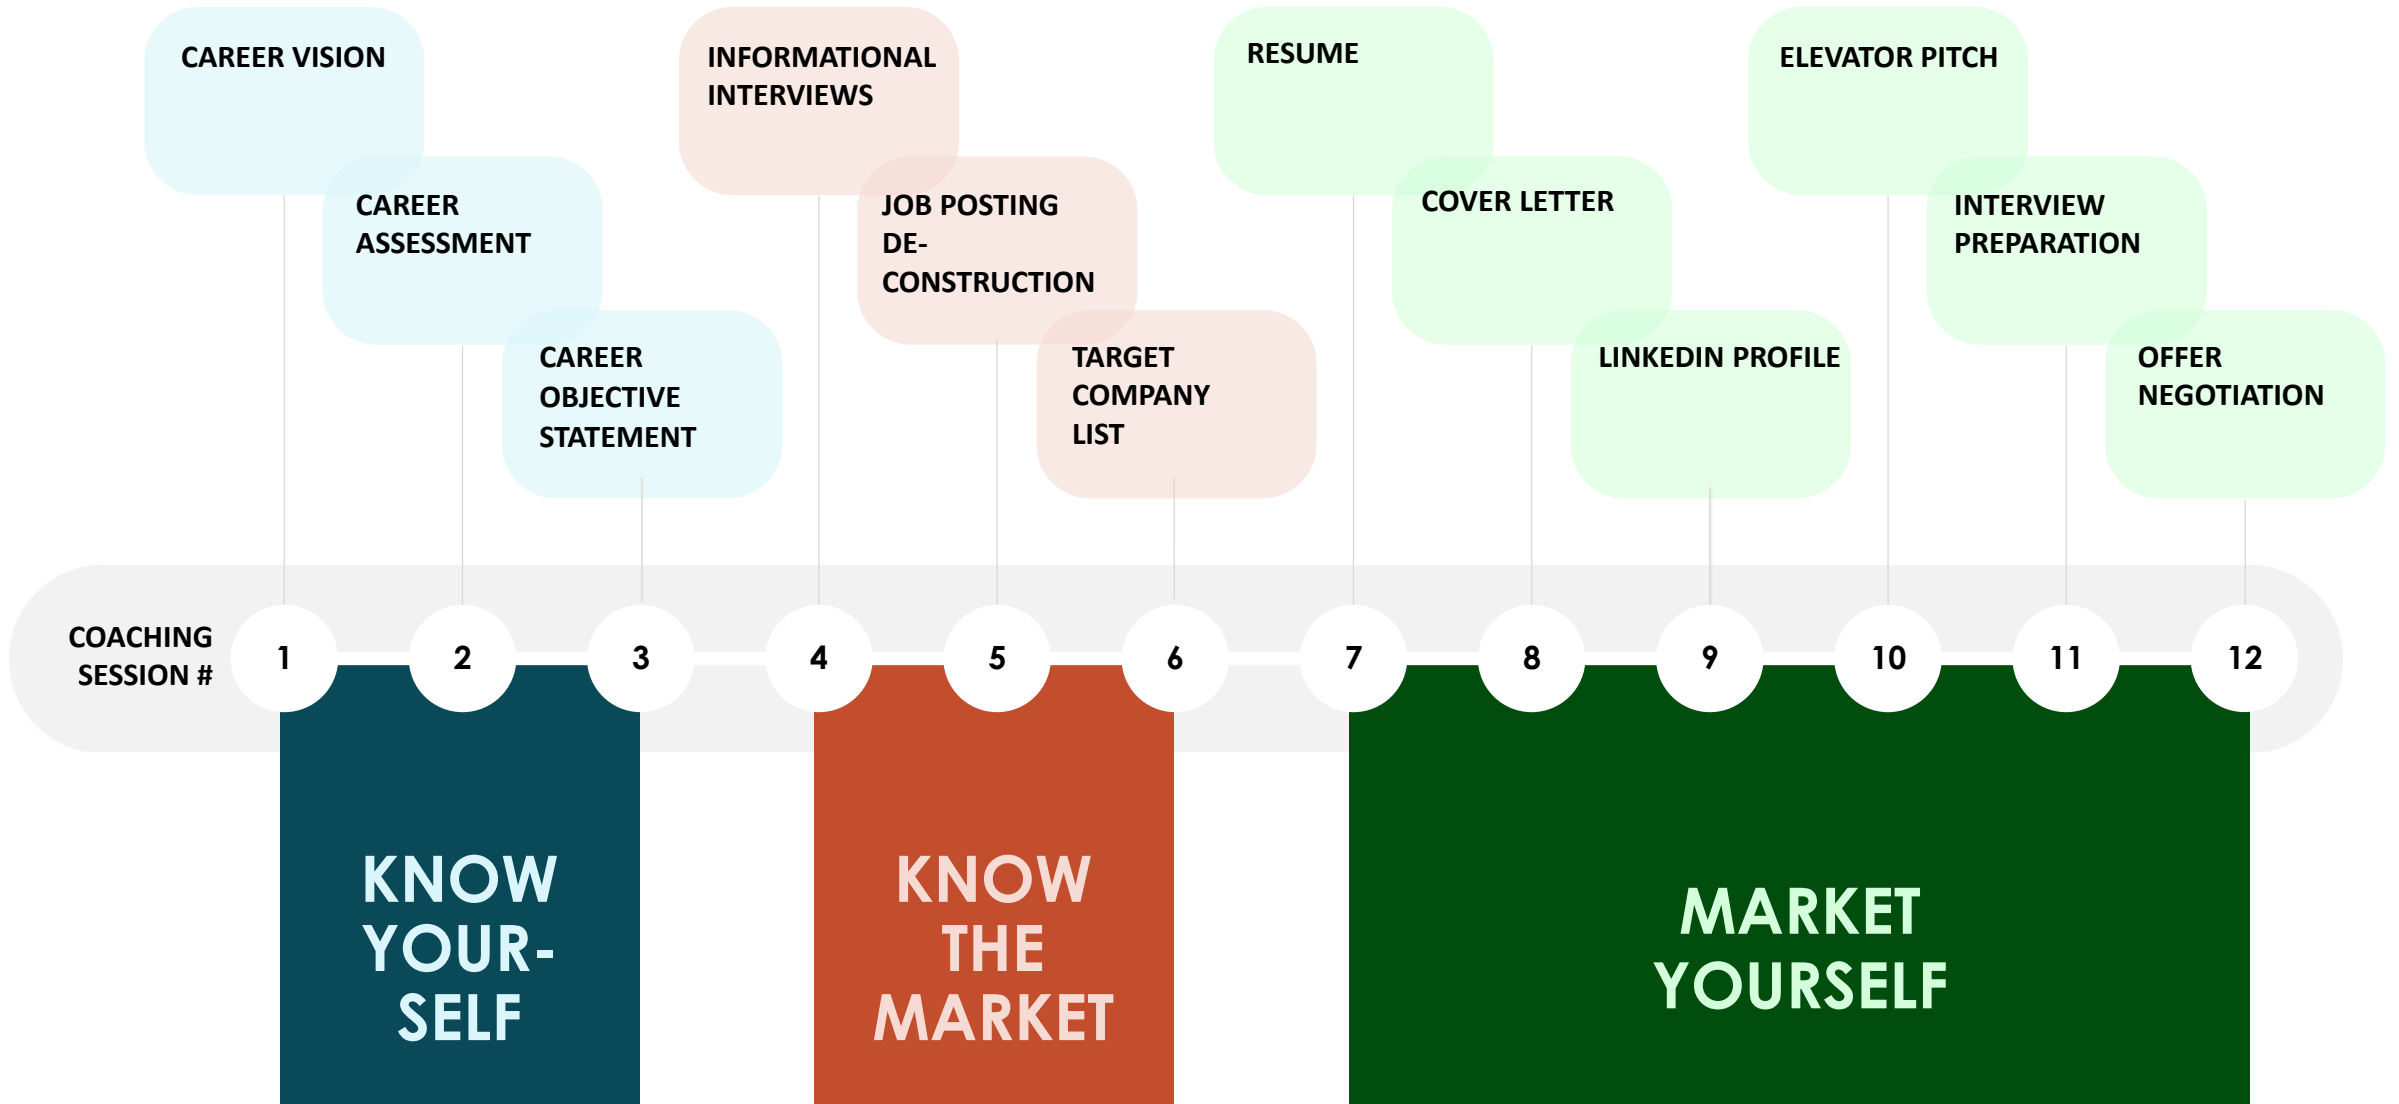 CAREER VISION
CAREER
ASSESSMENT
CAREER
OBJECTIVE
STATEMENT
INFORMATIONAL
INTERVIEWS
JOB POSTING
DE-
CONSTRUCTION
TARGET
COMPANY
LIST
RESUME
COVER LETTER
LINKEDIN PROFILE
ELEVATOR PITCH
INTERVIEW
PREPARATION
OFFER
NEGOTIATION
COACHING
SESSION #
1
2
3
4
5
6
7
8
9
10
11
12
KNOW
YOUR-
SELF
KNOW
THE
MARKET
MARKET
YOURSELF